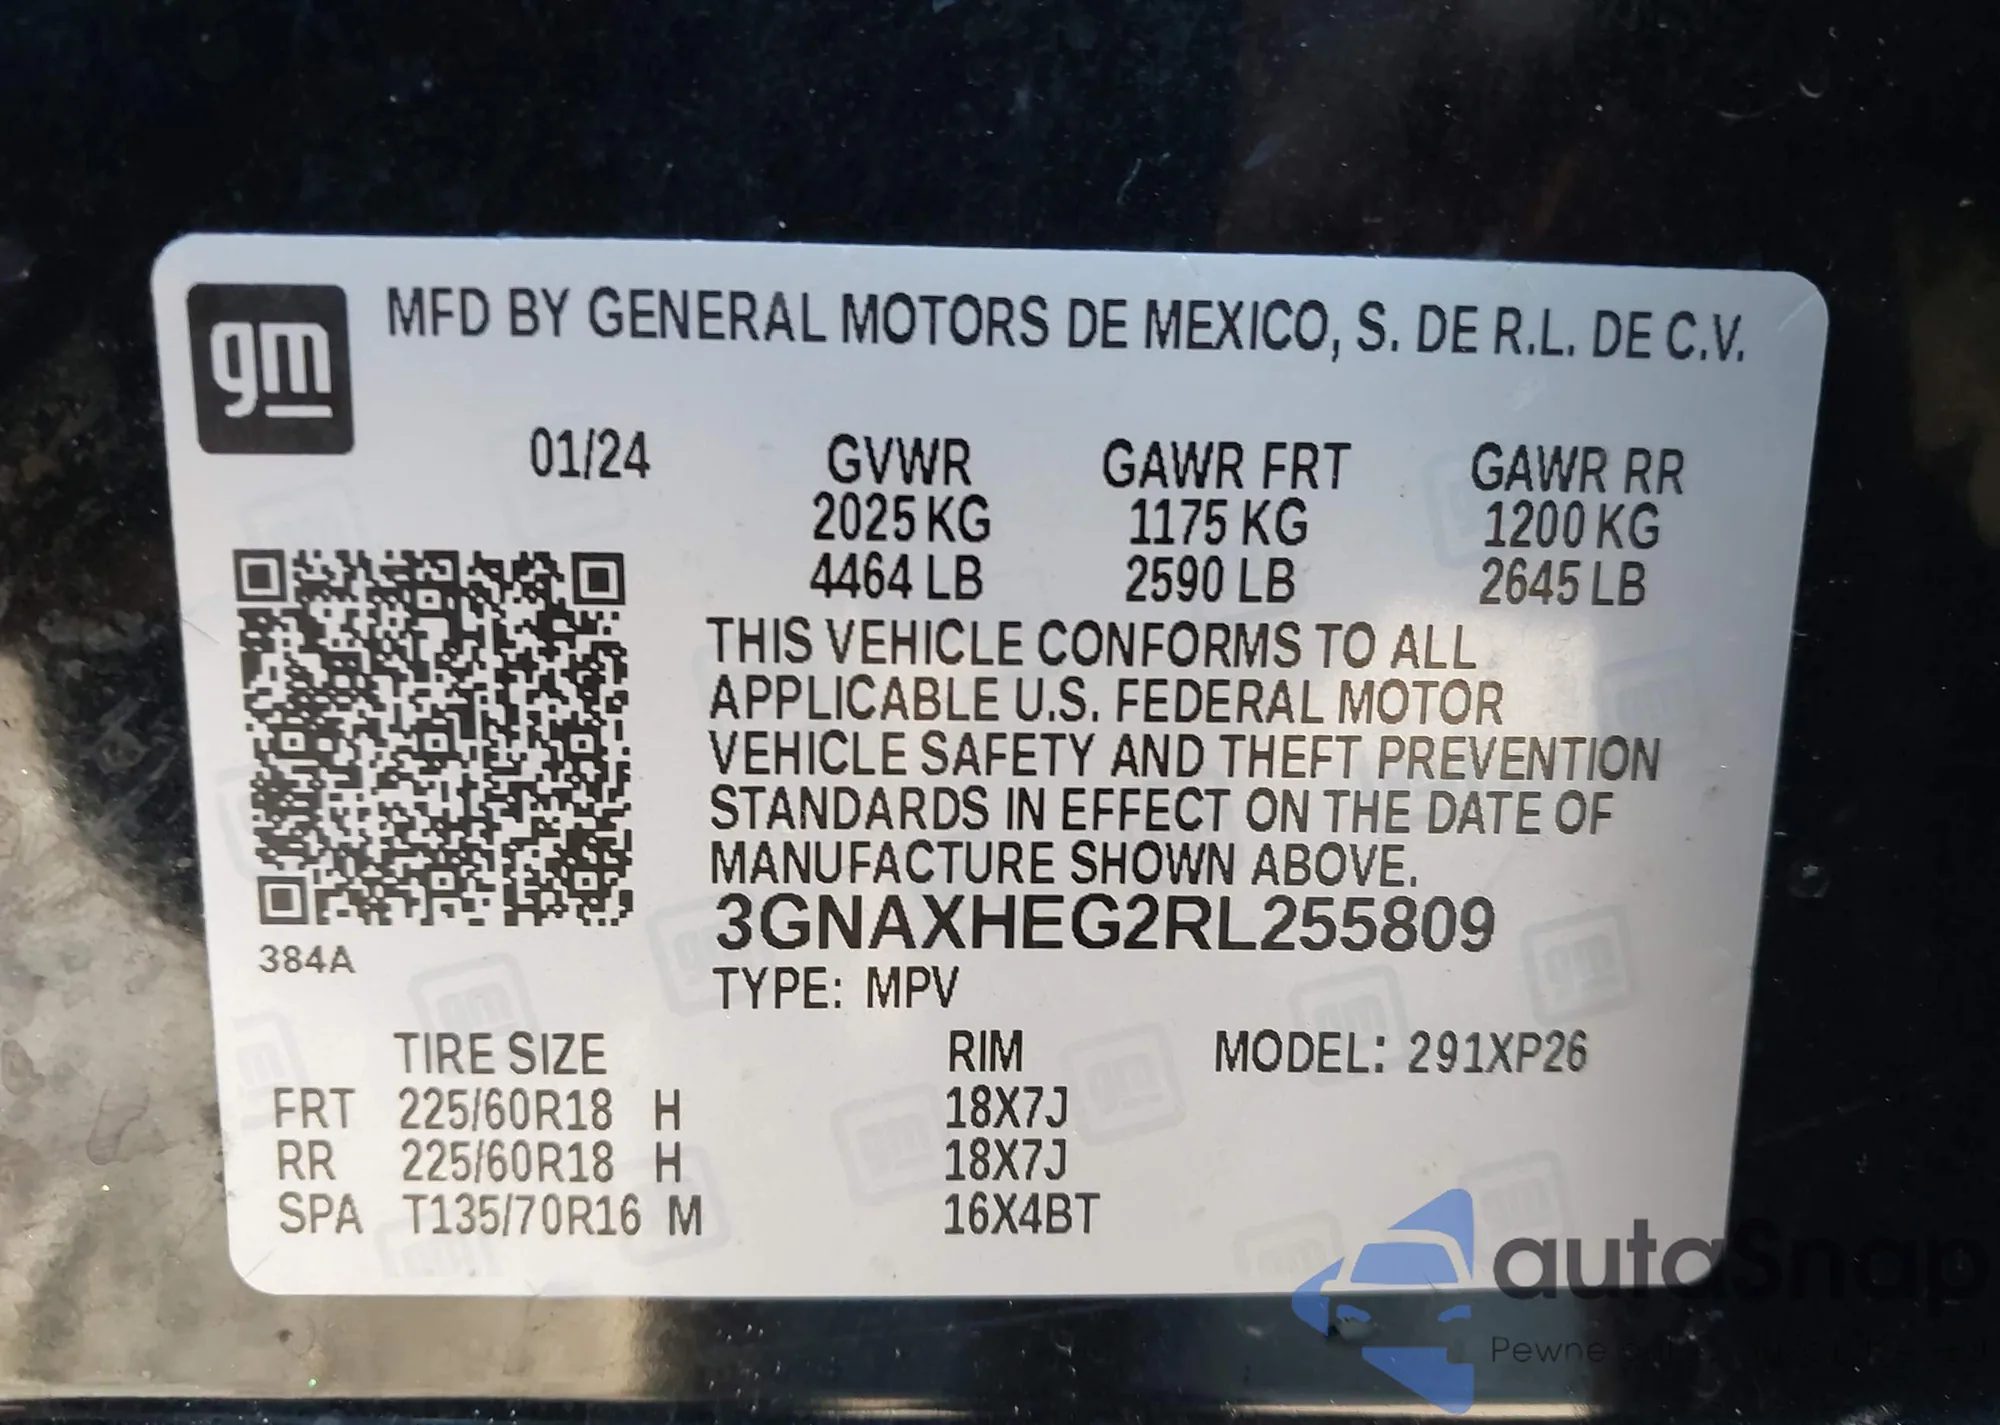 gm
MFD BY GENERAL MOTORS DE MEXICO, S. DE R.L. DE C.V.
01/24 GVWR GAWR FRT GAWR RR
2025 KG 1175 KG 1200 KG
4464 LB 2590 LB 2645 LB
THIS VEHICLE CONFORMS TO ALL
APPLICABLE U.S. FEDERAL MOTOR
VEHICLE SAFETY AND THEFT PREVENTION
STANDARDS IN EFFECT ON THE DATE OF
MANUFACTURE SHOWN ABOVE.
3GNAXHEG2RL255809
384A
TYPE: MPV
TIRE SIZE RIM MODEL: 291XP26
FRT 225/60R18 H 18X7J
RR 225/60R18 H 18X7J
SPA T135/70R16 M 16X4BT
autaSnap
Pewne